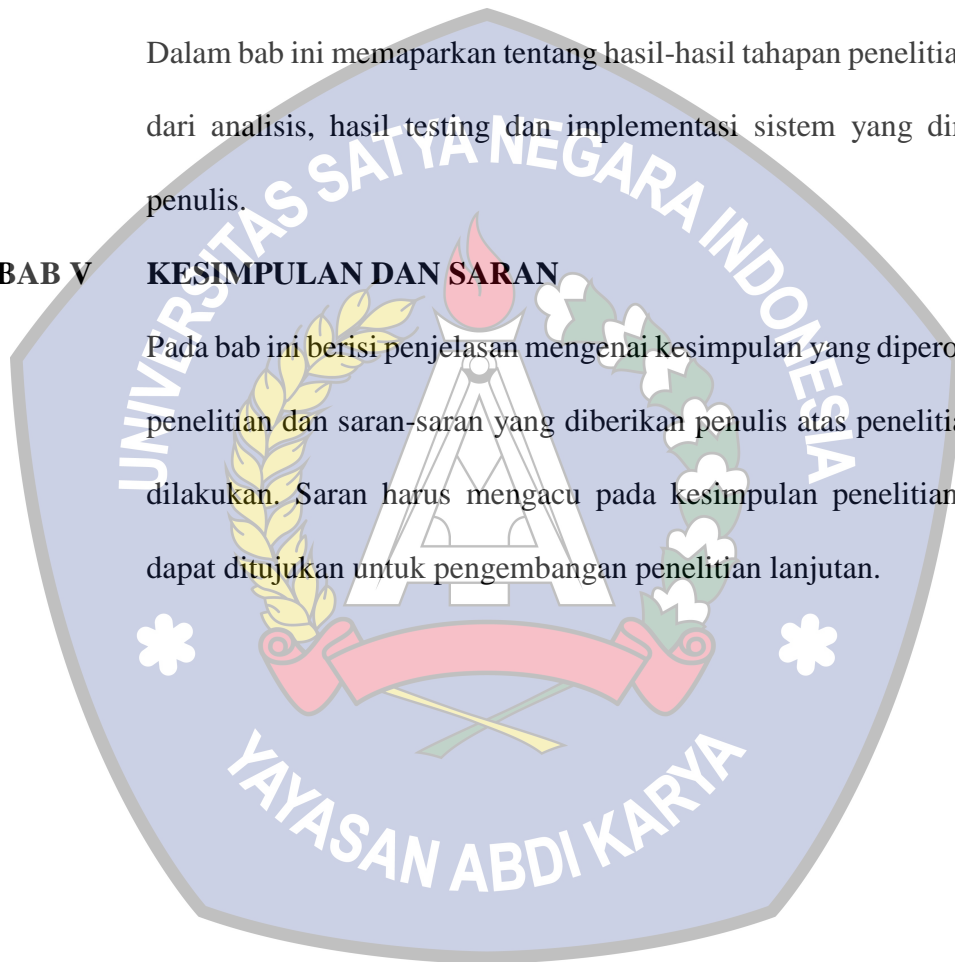 Dalam bab ini memaparkan tentang hasil-hasil tahapan penelitia
dari analisis, hasil testing dan implementasi sistem yang dir
penulis.
BAB V KESIMPULAN DAN SARAN
Pada bab ini berisi penjelasan mengenai kesimpulan yang dipero
penelitian dan saran-saran yang diberikan penulis atas penelitia
dilakukan. Saran harus mengacu pada kesimpulan penelitian
dapat ditujukan untuk pengembangan penelitian lanjutan.
UNIVERSITAS SATYA NEGARA INDONESIA
YAYASAN ABDI KARYA